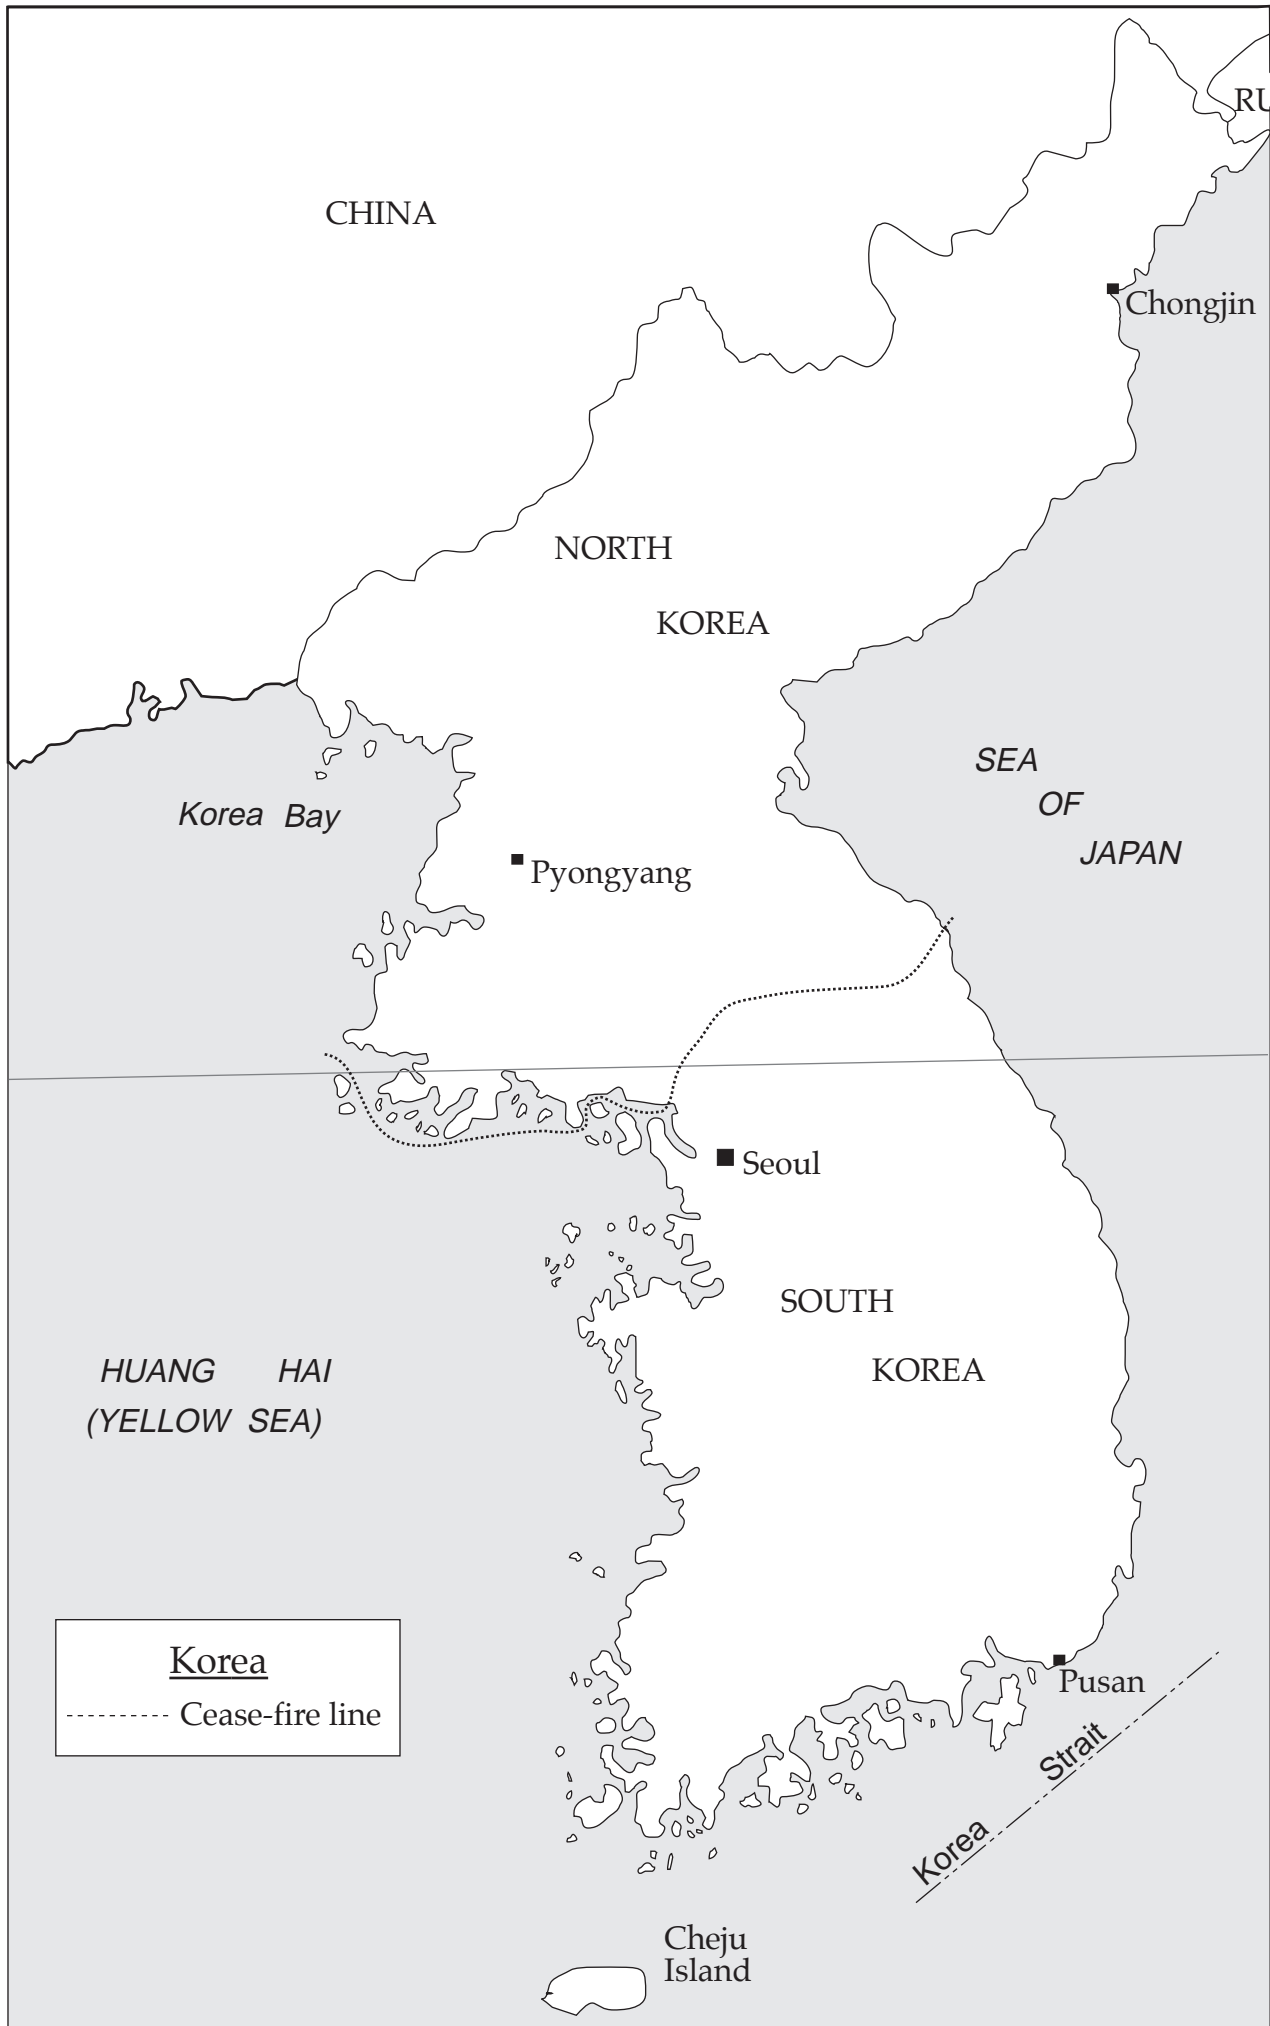 RU
CHINA
Chongjin
NORTH
KOREA
SEA
OF
JAPAN
Korea Bay
Pyongyang
Seoul
SOUTH
KOREA
HUANG HAI
(YELLOW SEA)
Korea
Cease-fire line
Pusan
Korea Strait
Cheju
Island